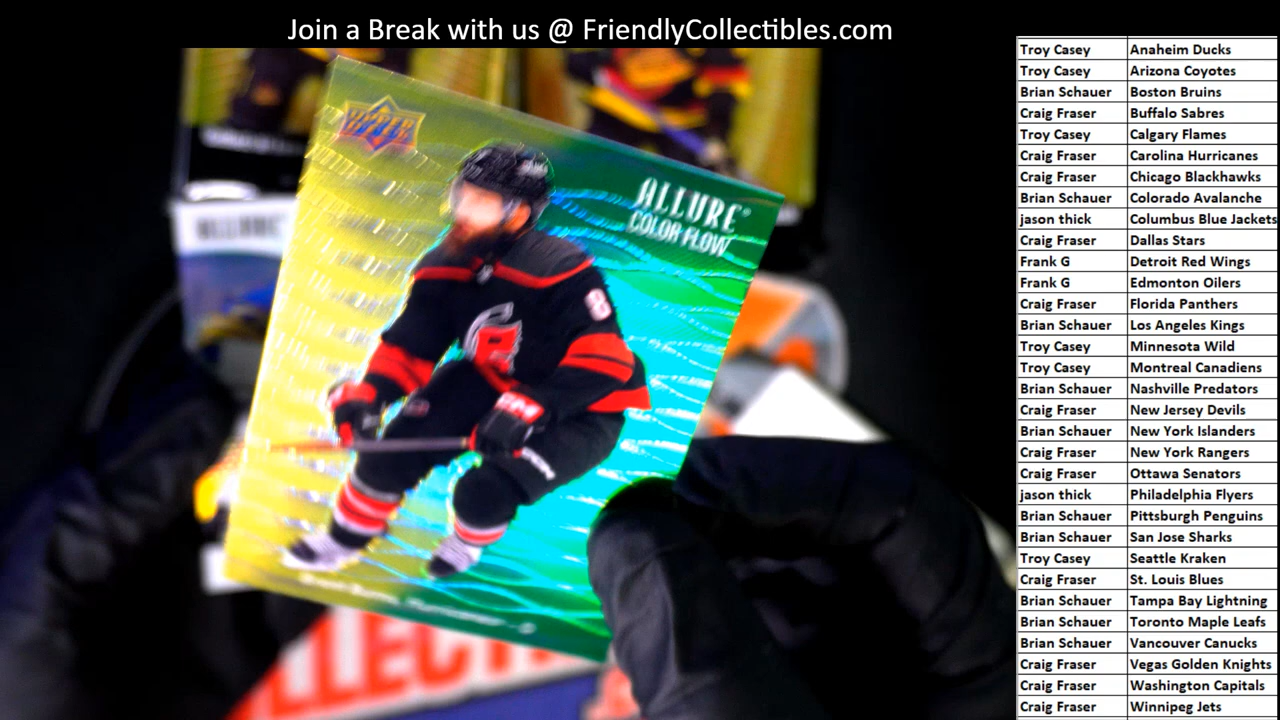 Join a Break with us @ FriendlyCollectibles.com
UPPER
ALLURE
COLOR FLOW
8
ALLURE
Troy Casey Anaheim Ducks
Troy Casey Arizona Coyotes
Brian Schauer Boston Bruins
Craig Fraser Buffalo Sabres
Troy Casey Calgary Flames
Craig Fraser Carolina Hurricanes
Craig Fraser Chicago Blackhawks
Brian Schauer Colorado Avalanche
jason thick Columbus Blue Jackets
Craig Fraser Dallas Stars
Frank G Detroit Red Wings
Frank G Edmonton Oilers
Craig Fraser Florida Panthers
Brian Schauer Los Angeles Kings
Troy Casey Minnesota Wild
Troy Casey Montreal Canadiens
Brian Schauer Nashville Predators
Craig Fraser New Jersey Devils
Brian Schauer New York Islanders
Craig Fraser New York Rangers
Craig Fraser Ottawa Senators
jason thick Philadelphia Flyers
Brian Schauer Pittsburgh Penguins
Brian Schauer San Jose Sharks
Troy Casey Seattle Kraken
Craig Fraser St. Louis Blues
Brian Schauer Tampa Bay Lightning
Brian Schauer Toronto Maple Leafs
Brian Schauer Vancouver Canucks
Craig Fraser Vegas Golden Knights
Craig Fraser Washington Capitals
Craig Fraser Winnipeg Jets